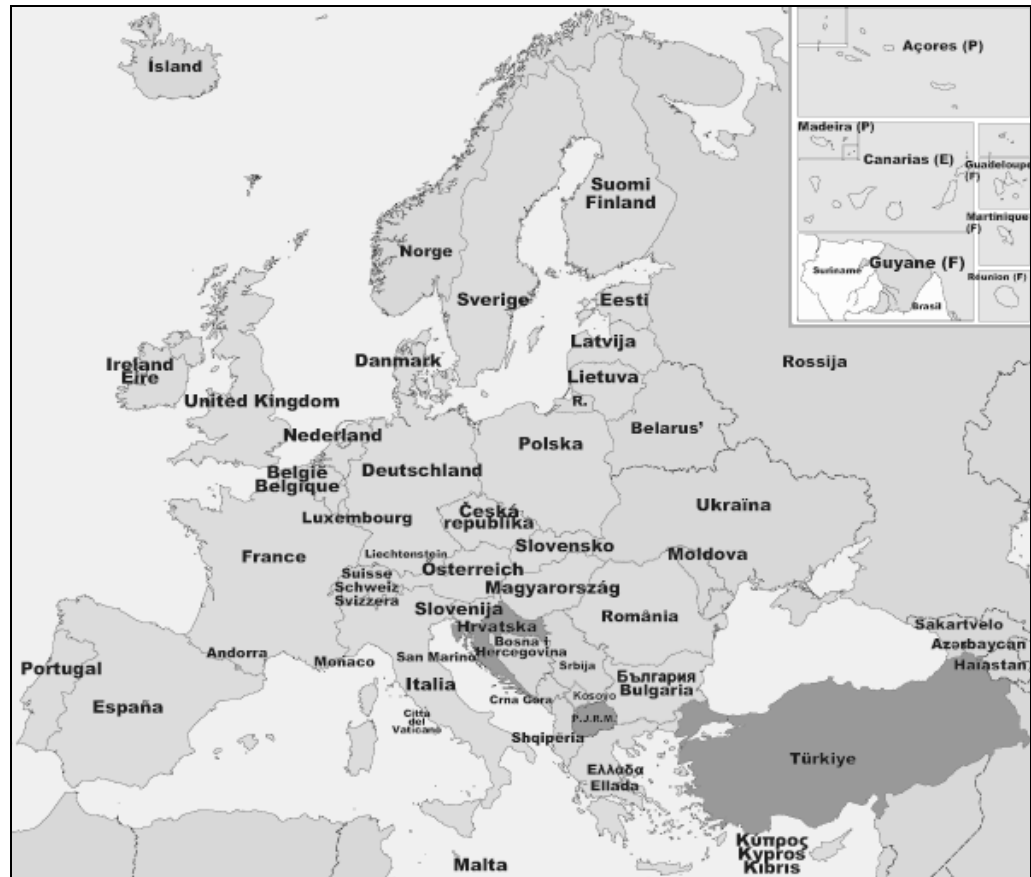 Ísland
Açores (P)
Madeira (P)
Canarias (E)
Guadeloupe
(F)
Martinique
(F)
Guyane (F)
Suriname
Brasil
Réunion (F)
Suomi
Finland
Norge
Sverige
Eesti
Latvija
Lietuva
R.
Danmark
Rossija
Ireland
Éire
United Kingdom
Nederland
Belarus'
Polska
België
Belgique
Deutschland
Luxembourg
Česká
republika
Ukraïna
France
Slovensko
Moldova
Liechtenstein
Österreich
Suisse
Schweiz
Svizzera
Magyarország
Slovenija
România
Hrvatska
Bosna i
Hercegovina
Sakartvelo
Azərbaycan
Haiastan
Portugal
Andorra
Monaco
San Marino
Srbija
България
Bulgaria
España
Italia
Crna Gora
Kosovo
P.J.R.M.
Città
del
Vaticano
Shqipëria
Türkiye
Ελλάδα
Ellada
Κύπρος
Kypros
Kıbrıs
Malta